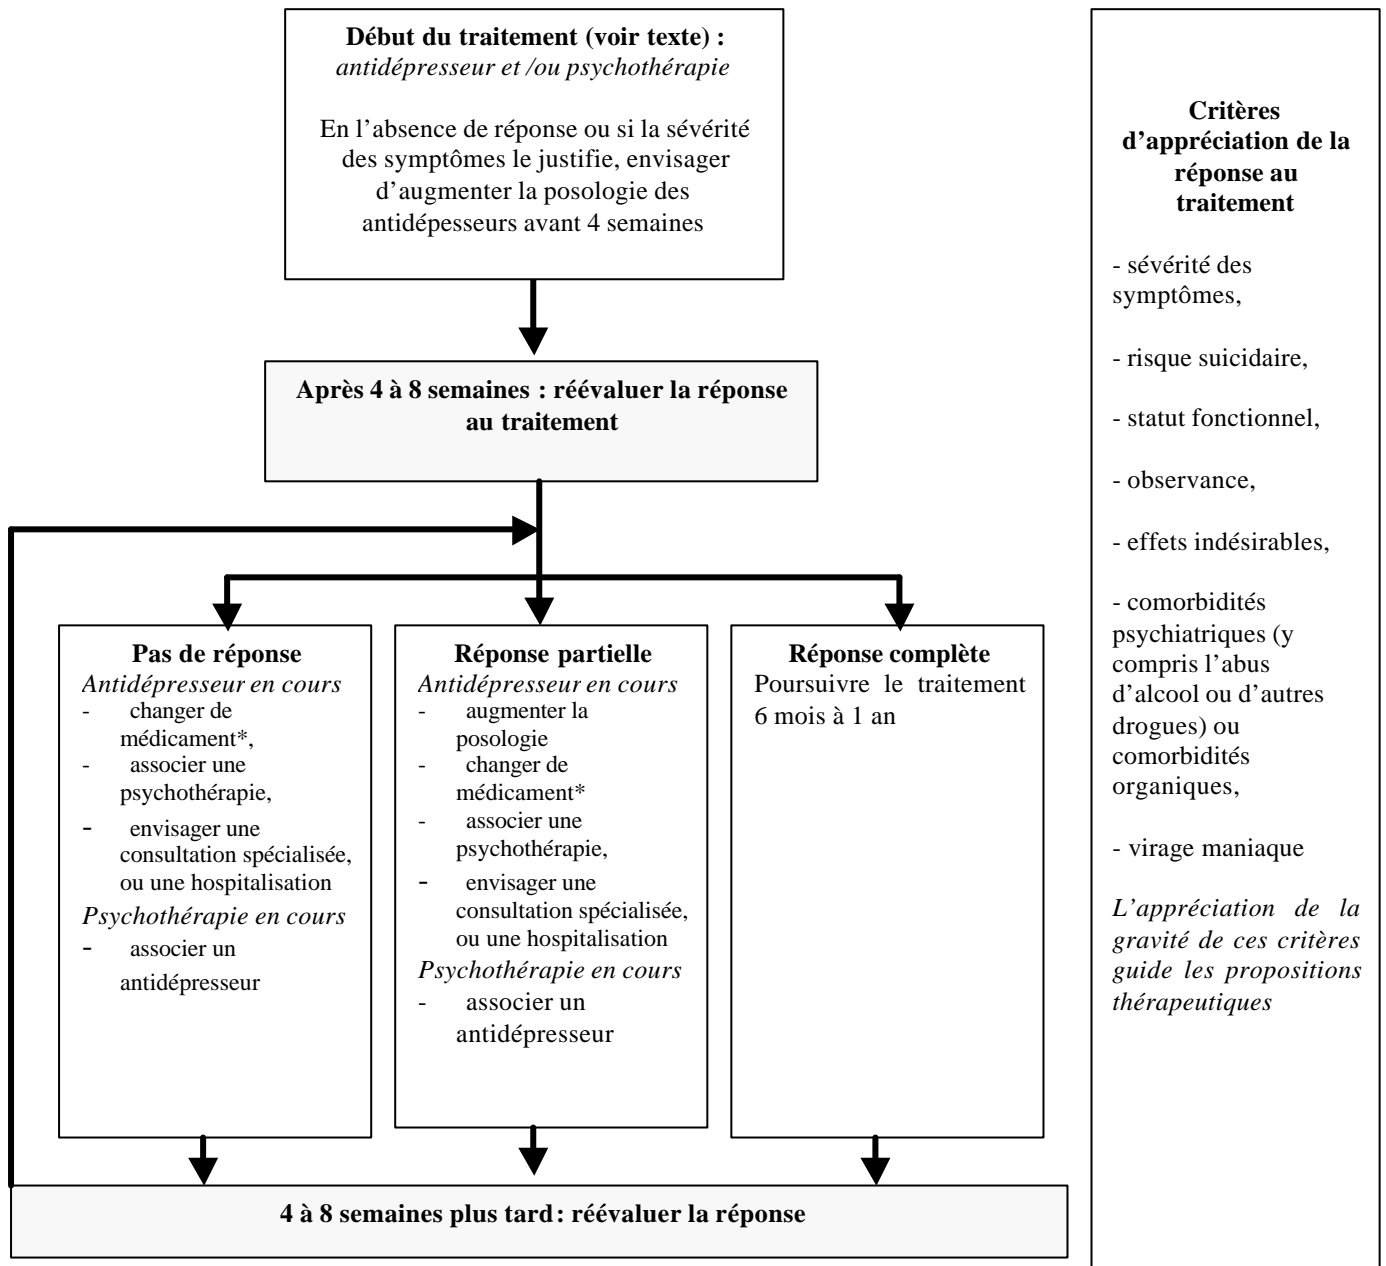 Début du traitement (voir texte) :
antidépresseur et /ou psychothérapie
En l’absence de réponse ou si la sévérité
des symptômes le justifie, envisager
d’augmenter la posologie des
antidépesseurs avant 4 semaines
Après 4 à 8 semaines : réévaluer la réponse
au traitement
Pas de réponse
Antidépresseur en cours
- changer de
médicament*,
- associer une
psychothérapie,
- envisager une
consultation spécialisée,
ou une hospitalisation
Psychothérapie en cours
- associer un
antidépresseur
Réponse partielle
Antidépresseur en cours
- augmenter la
posologie
- changer de
médicament*
- associer une
psychothérapie,
- envisager une
consultation spécialisée,
ou une hospitalisation
Psychothérapie en cours
- associer un
antidépresseur
Réponse complète
Poursuivre le traitement
6 mois à 1 an
4 à 8 semaines plus tard : réévaluer la réponse
Critères
d’appréciation de la
réponse au
traitement
- sévérité des
symptômes,
- risque suicidaire,
- statut fonctionnel,
- observance,
- effets indésirables,
- comorbidités
psychiatriques (y
compris l’abus
d’alcool ou d’autres
drogues) ou
comorbidités
organiques,
- virage maniaque
L’appréciation de la
gravité de ces critères
guide les propositions
thérapeutiques